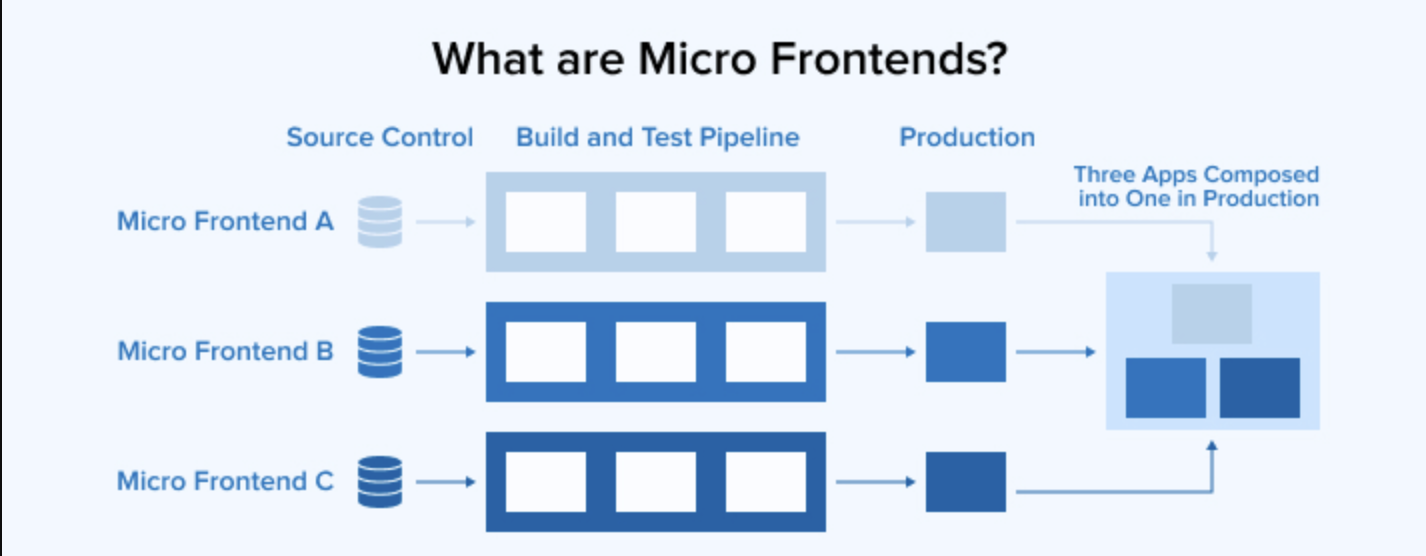 What are Micro Frontends?
Source Control
Build and Test Pipeline
Production
Three Apps Composed
into One in Production
Micro Frontend A
Micro Frontend B
Micro Frontend C